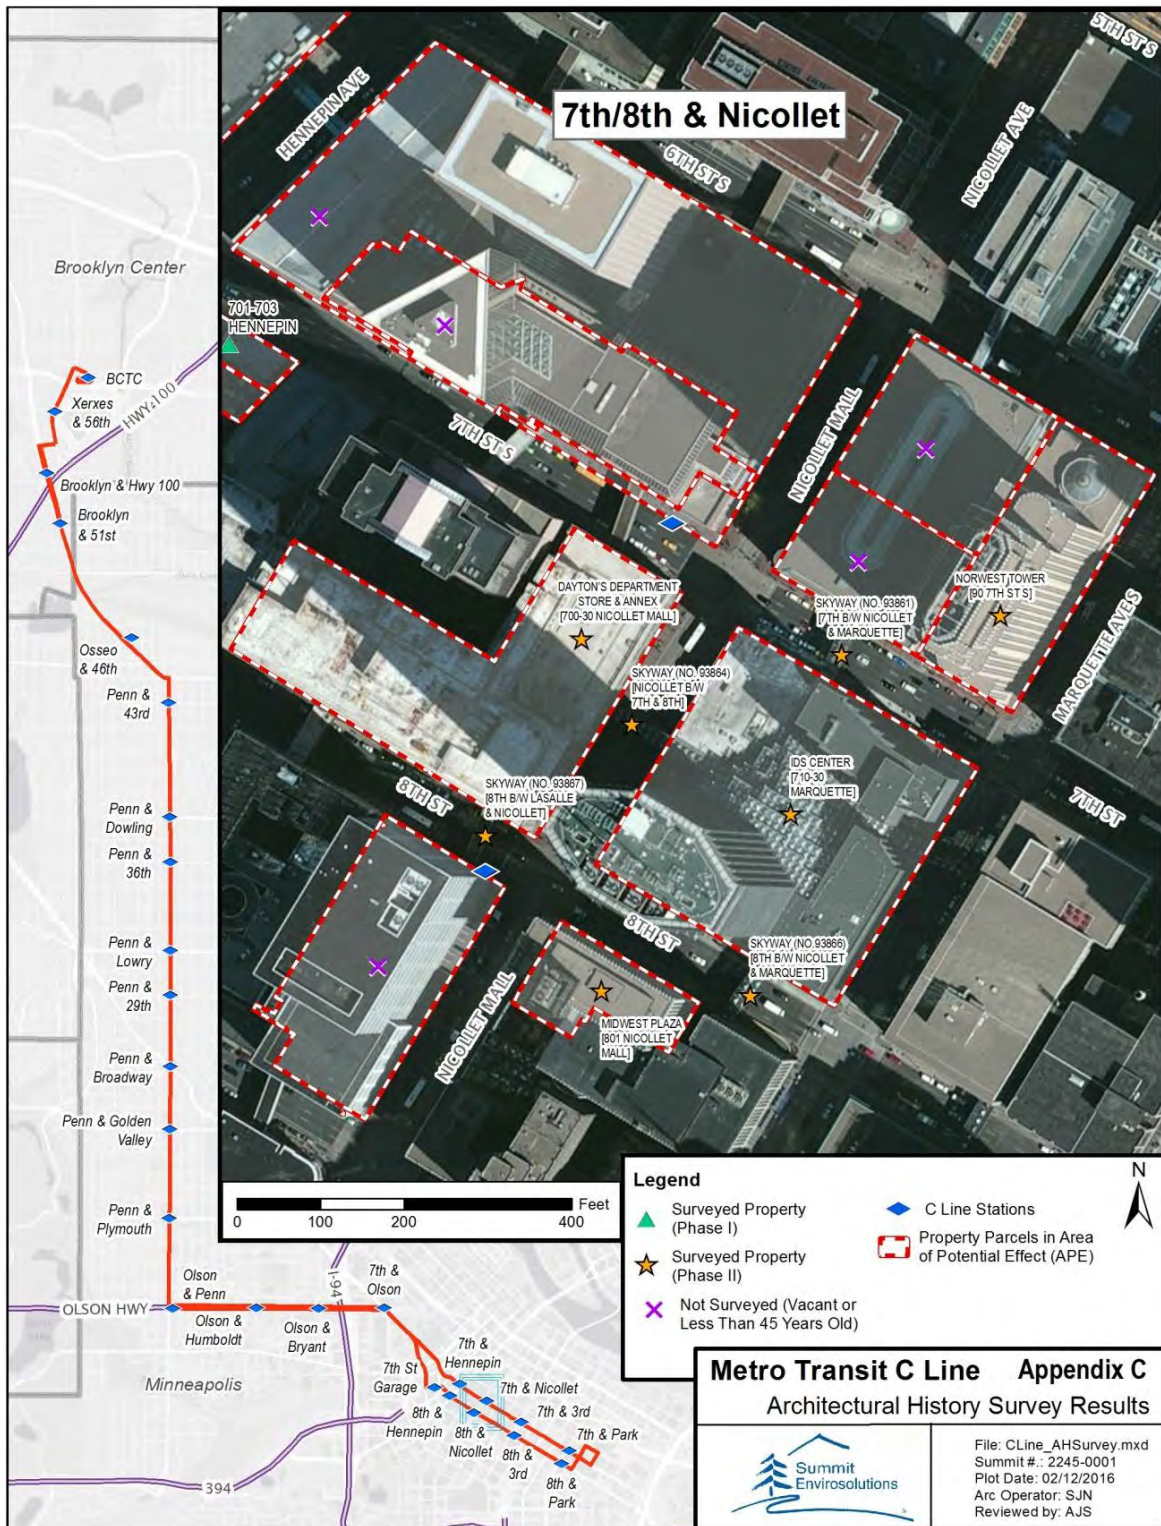 7th/8th & Nicollet
HENNEPIN AVE
6TH ST S
NICOLLET AVE
5TH ST S
701-703
HENNEPIN
7TH ST S
NICOLLET MALL
DAYTON'S DEPARTMENT
STORE & ANNEX
[700-30 NICOLLET MALL]
SKYWAY (NO. 93861)
[7TH B/W NICOLLET
& MARQUETTE]
NORWEST TOWER
[90 7TH ST S]
MARQUETTE AVE S
SKYWAY (NO. 93864)
[NICOLLET B/W
7TH & 8TH]
IDS CENTER
[710-30
MARQUETTE]
7TH ST
8TH ST
SKYWAY (NO. 93867)
[8TH B/W LASALLE
& NICOLLET]
8TH ST
SKYWAY (NO.93866)
[8TH B/W NICOLLET
& MARQUETTE]
NICOLLET MALL
MIDWEST PLAZA
[801 NICOLLET
MALL]
Brooklyn Center
BCTC
Xerxes
& 56th
HWY 100
Brooklyn & Hwy 100
Brooklyn
& 51st
Osseo
& 46th
Penn &
43rd
Penn &
Dowling
Penn &
36th
Penn &
Lowry
Penn &
29th
Penn &
Broadway
Penn & Golden
Valley
Penn &
Plymouth
Olson
& Penn
OLSON HWY
Olson &
Humboldt
Olson &
Bryant
I-94
7th &
Olson
Minneapolis
7th St
Garage
7th &
Hennepin
7th & Nicollet
7th & 3rd
7th & Park
8th &
Hennepin
8th &
Nicollet
8th &
3rd
8th &
Park
394
Feet
0 100 200 400
Legend
Surveyed Property
(Phase I)
Surveyed Property
(Phase II)
Not Surveyed (Vacant or
Less Than 45 Years Old)
C Line Stations
Property Parcels in Area
of Potential Effect (APE)
N
Metro Transit C Line Appendix C
Architectural History Survey Results
Summit
Envirosolutions
File: CLine_AHSurvey.mxd
Summit #.: 2245-0001
Plot Date: 02/12/2016
Arc Operator: SJN
Reviewed by: AJS